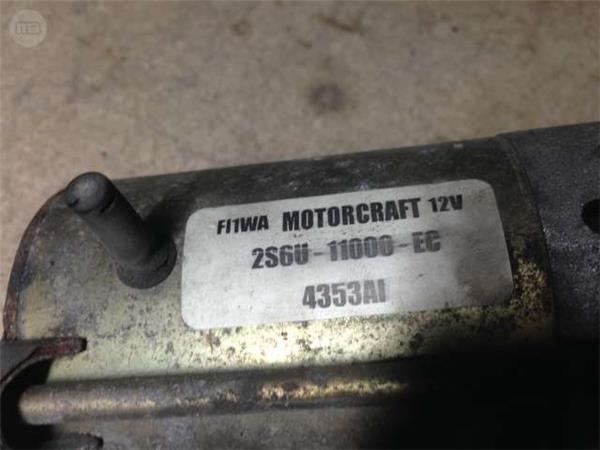 FI1WA MOTORCRAFT 12V
2S6U-11000-EC
4353AI